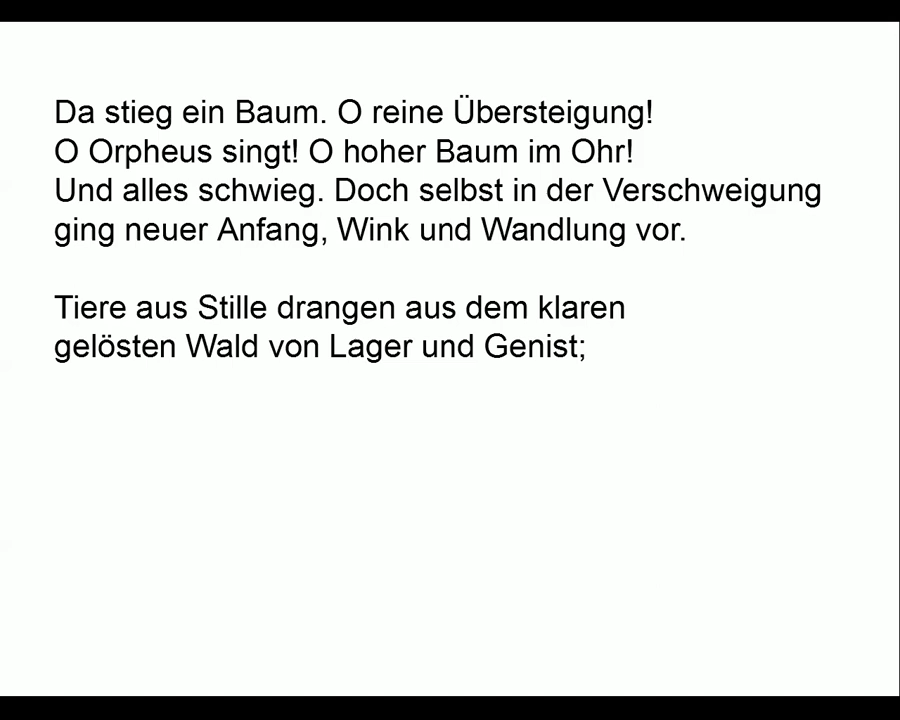 Da stieg ein Baum. O reine Übersteigung!
O Orpheus singt! O hoher Baum im Ohr!
Und alles schwieg. Doch selbst in der Verschweigung
ging neuer Anfang, Wink und Wandlung vor.
Tiere aus Stille drangen aus dem klaren
gelösten Wald von Lager und Genist;